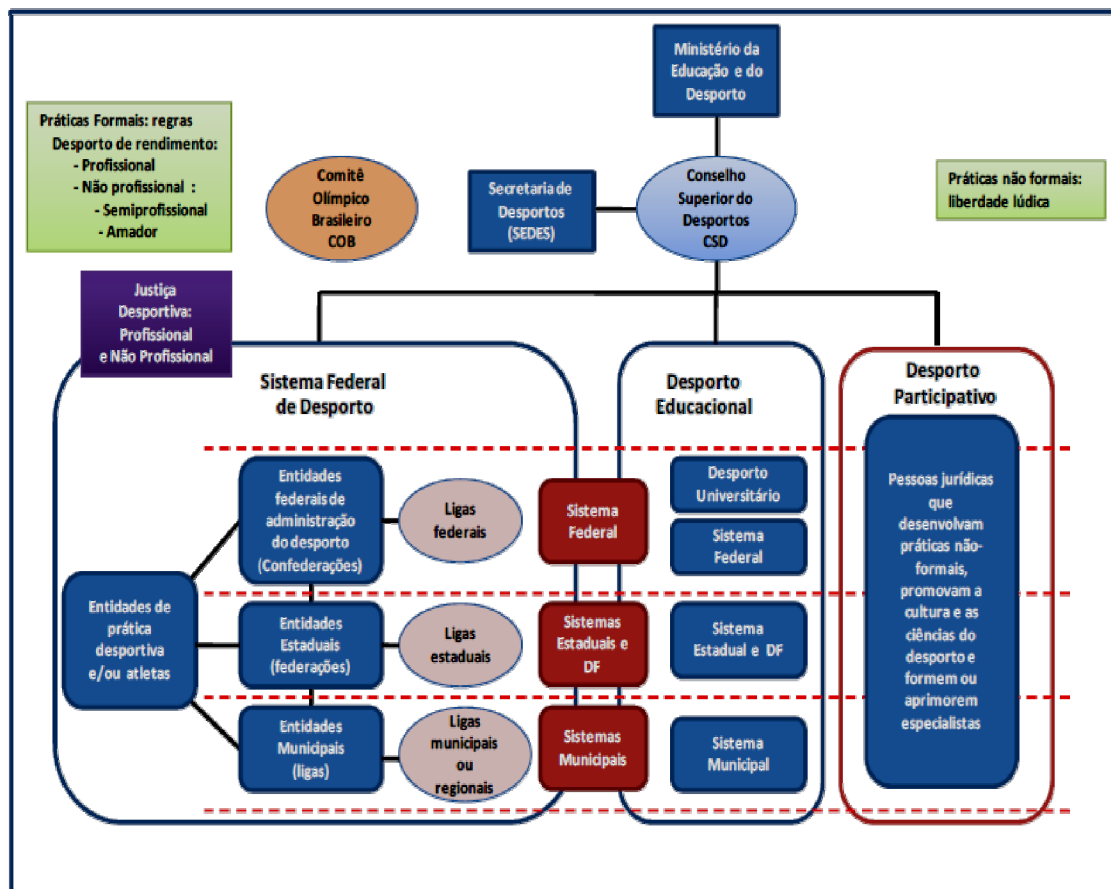 Ministério da
Educação e do
Desporto
Práticas Formais: regras
Desporto de rendimento:
- Profissional
- Não profissional :
- Semiprofissional
- Amador
Comitê
Olímpico
Brasileiro
COB
Secretaria de
Desportos
(SEDES)
Conselho
Superior do
Desportos
CSD
Práticas não formais:
liberdade lúdica
Justiça
Desportiva:
Profissional
e Não Profissional
Sistema Federal
de Desporto
Desporto
Educacional
Desporto
Participativo
Entidades
federais de
administração
do desporto
(Confederações)
Ligas
federais
Sistema
Federal
Desporto
Universitário
Sistema
Federal
Pessoas jurídicas
que
desenvolvam
práticas não-
formais,
promovam a
cultura e as
ciências do
desporto e
formem ou
aprimorem
especialistas
Entidades de
prática
desportiva
e/ou atletas
Entidades
Estaduais
(federações)
Ligas
estaduais
Sistemas
Estaduais e
DF
Sistema
Estadual e DF
Entidades
Municipais
(ligas)
Ligas
municipais
ou
regionais
Sistemas
Municipais
Sistema
Municipal